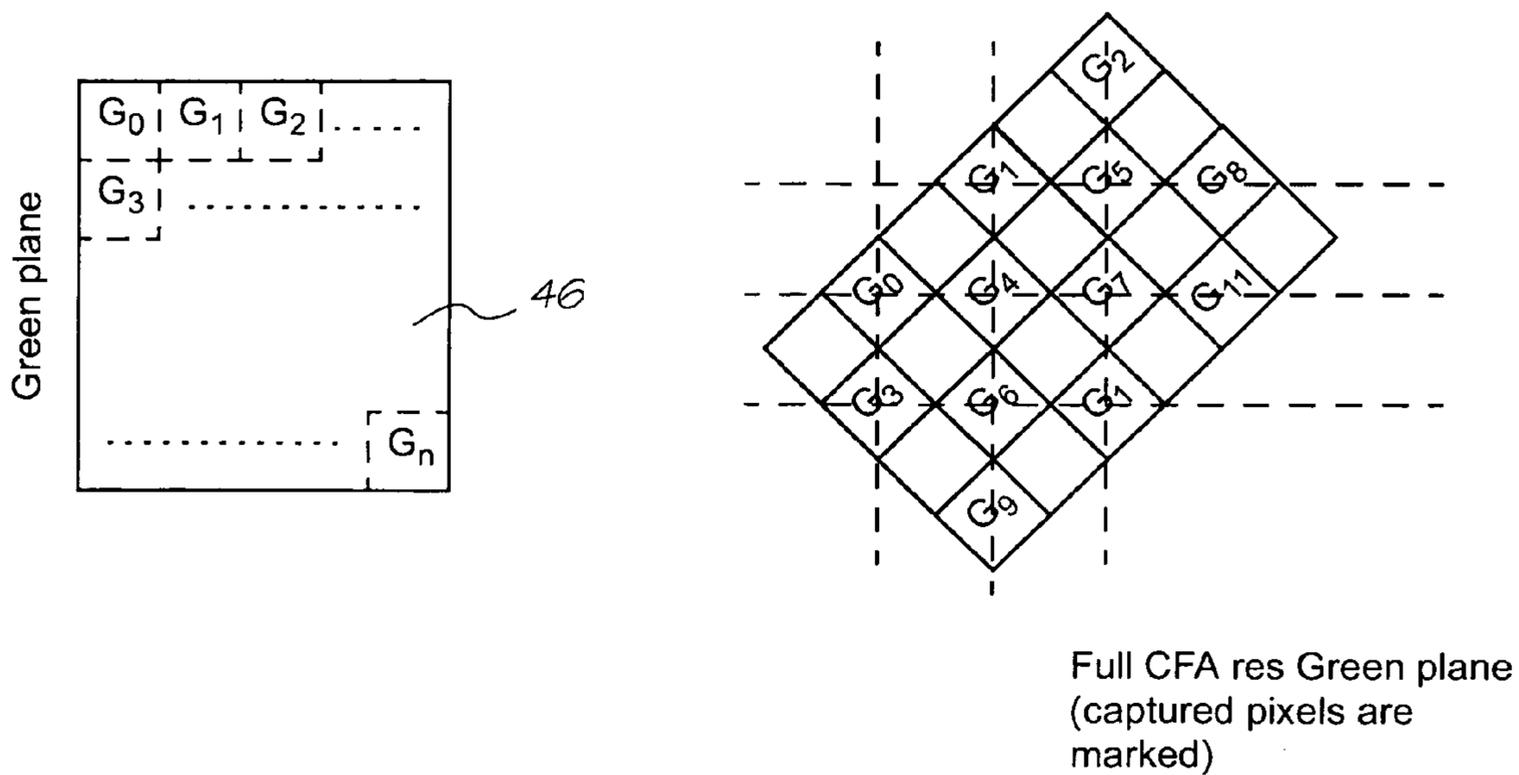 Green plane
G0 G1 G2 ......
G3 ..............
46
.............. Gn
G2
G1 G5 G8
G0 G4 G7 G11
G3 G6 G1
G9
Full CFA res Green plane
(captured pixels are
marked)